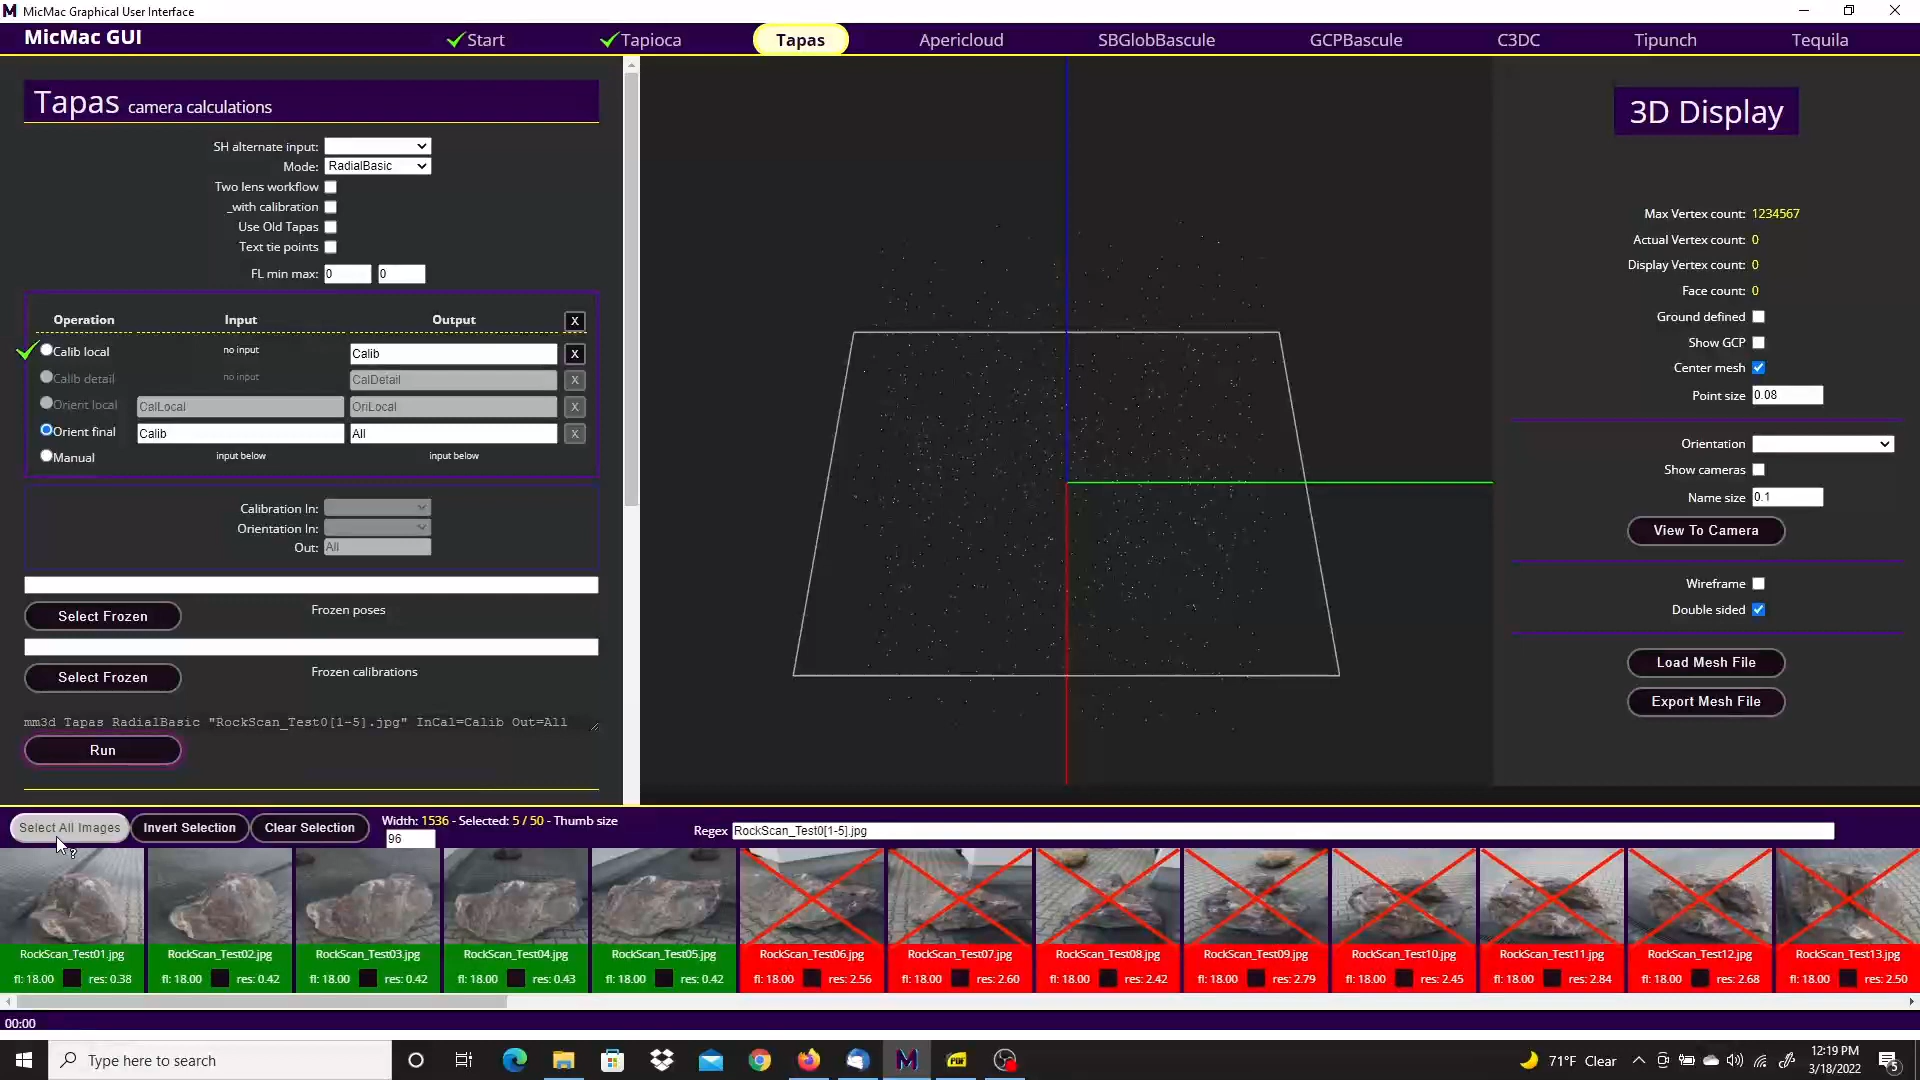 MicMac Graphical User Interface
MicMac GUI
Start
Tapioca
Tapas
Apericloud
SBGlobBascule
GCPBascule
C3DC
Tipunch
Tequila
Tapas camera calculations
SH alternate input:
Mode: RadialBasic
Two lens workflow
_with calibration
Use Old Tapas
Text tie points
FL min max: 0 0
Operation Input Output X
Calib local no input Calib X
Calib detail no input CalDetail X
Orient local CalLocal OriLocal X
Orient final Calib All X
Manual input below input below
Calibration In:
Orientation In:
Out: All
Select Frozen Frozen poses
Select Frozen Frozen calibrations
mm3d Tapas RadialBasic "RockScan_Test0[1-5].jpg" InCal=Calib Out=All
Run
3D Display
Max Vertex count: 1234567
Actual Vertex count: 0
Display Vertex count: 0
Face count: 0
Ground defined
Show GCP
Center mesh
Point size 0.08
Orientation
Show cameras
Name size 0.1
View To Camera
Wireframe
Double sided
Load Mesh File
Export Mesh File
Select All Images Invert Selection Clear Selection Width: 1536 - Selected: 5 / 50 - Thumb size
96
Regex RockScan_Test0[1-5].jpg
RockScan_Test01.jpg RockScan_Test02.jpg RockScan_Test03.jpg RockScan_Test04.jpg RockScan_Test05.jpg RockScan_Test06.jpg RockScan_Test07.jpg RockScan_Test08.jpg RockScan_Test09.jpg RockScan_Test10.jpg RockScan_Test11.jpg RockScan_Test12.jpg RockScan_Test13.jpg
fl: 18.00 res: 0.38 fl: 18.00 res: 0.42 fl: 18.00 res: 0.42 fl: 18.00 res: 0.43 fl: 18.00 res: 0.42 fl: 18.00 res: 2.56 fl: 18.00 res: 2.60 fl: 18.00 res: 2.42 fl: 18.00 res: 2.79 fl: 18.00 res: 2.45 fl: 18.00 res: 2.84 fl: 18.00 res: 2.68 fl: 18.00 res: 2.50
00:00
Type here to search
71°F Clear
12:19 PM
3/18/2022
5